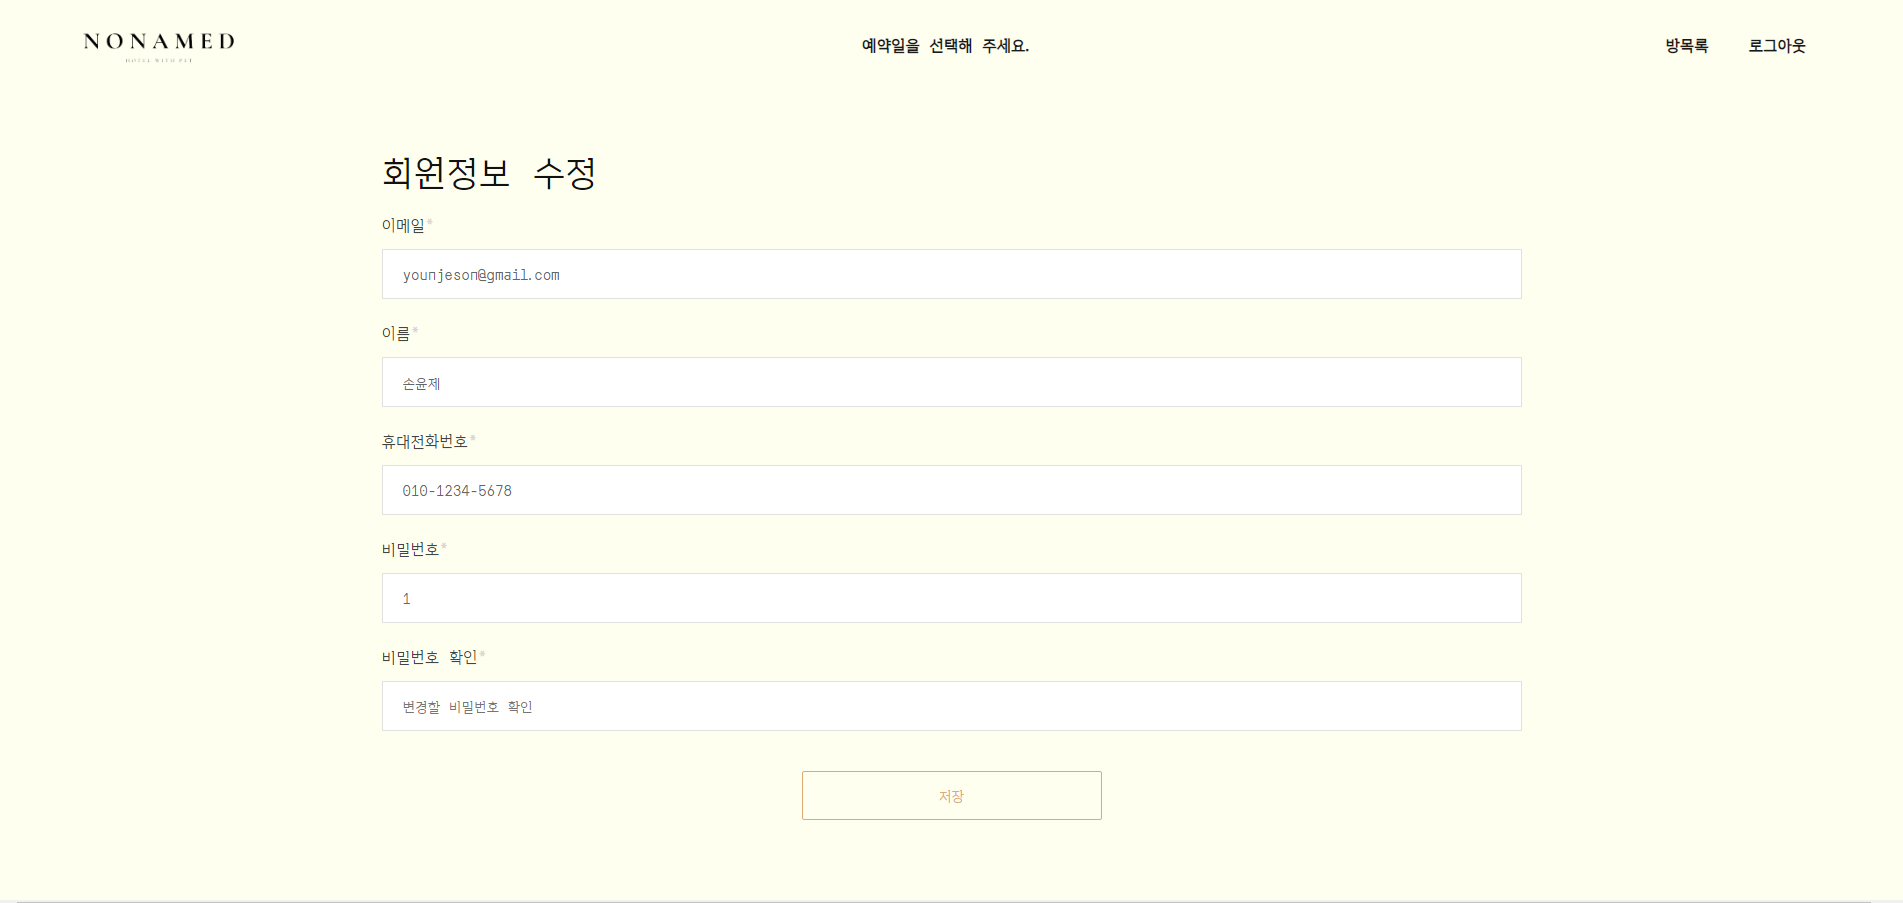 NONAMED
HOTEL WITH PET
예약일을 선택해 주세요.
방목록
로그아웃
회원정보 수정
이메일*
younjeson@gmail.com
이름*
손윤제
휴대전화번호*
010-1234-5678
비밀번호*
1
비밀번호 확인*
변경할 비밀번호 확인
저장